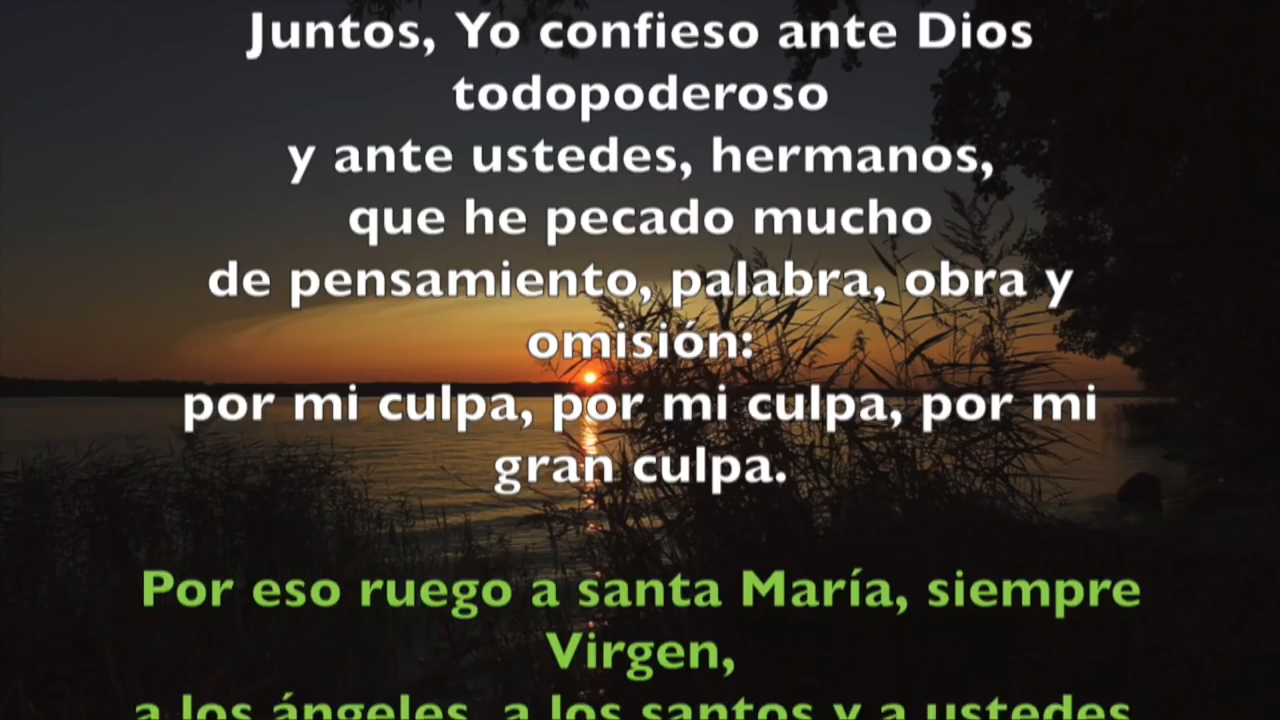 Juntos, Yo confieso ante Dios
todopoderoso
y ante ustedes, hermanos,
que he pecado mucho
de pensamiento, palabra, obra y
omisión:
por mi culpa, por mi culpa, por mi
gran culpa.
Por eso ruego a santa María, siempre
Virgen,
a los ángeles, a los santos y a ustedes,